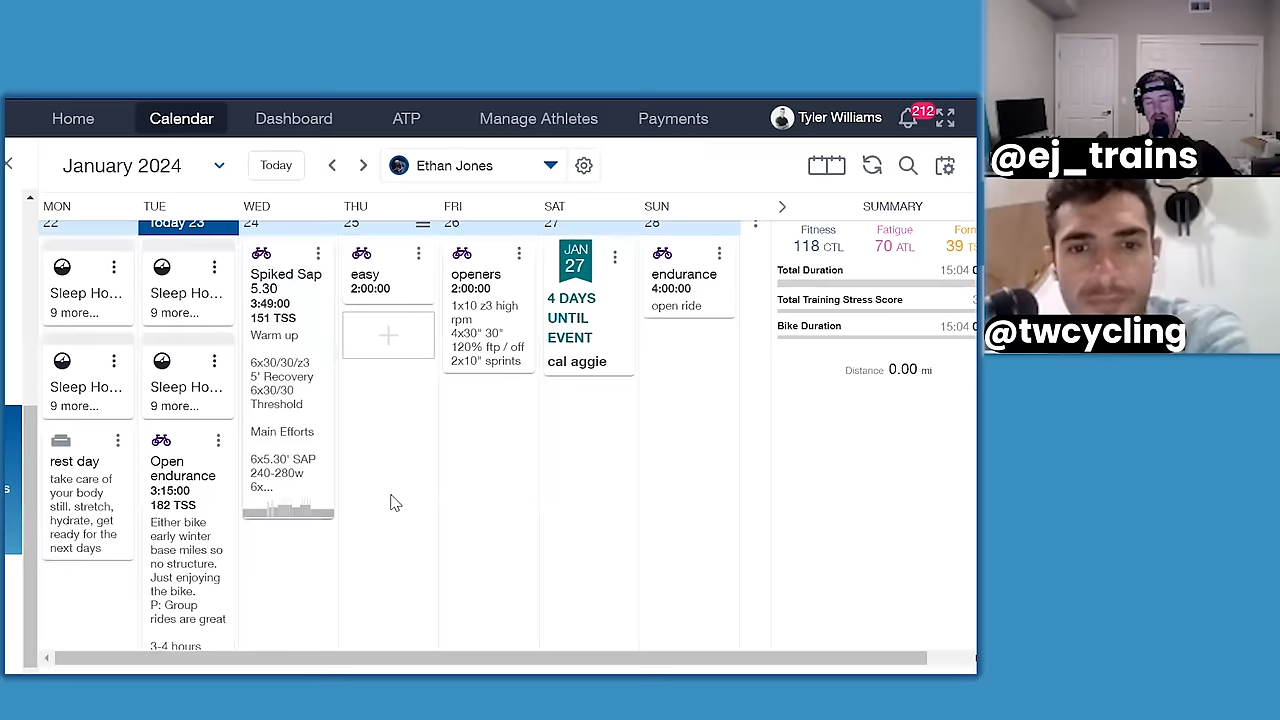 Home
Calendar
Dashboard
ATP
Manage Athletes
Payments
Tyler Williams
212
January 2024
Today
Ethan Jones
MON
TUE
WED
THU
FRI
SAT
SUN
SUMMARY
22
Today 23
24
25
26
27
28
Sleep Ho...
9 more...
Sleep Ho...
9 more...
rest day
take care of
your body
still. stretch,
hydrate, get
ready for the
next days
Sleep Ho...
9 more...
Sleep Ho...
9 more...
Open
endurance
3:15:00
182 TSS
Either bike
early winter
base miles so
no structure.
Just enjoying
the bike.
P: Group
rides are great
3-4 hours
Spiked Sap
5.30
3:49:00
151 TSS
Warm up
6x30/30/z3
5' Recovery
6x30/30
Threshold
Main Efforts
6x5.30' SAP
240-280w
6x...
easy
2:00:00
openers
2:00:00
1x10 z3 high
rpm
4x30" 30"
120% ftp / off
2x10" sprints
JAN
27
4 DAYS
UNTIL
EVENT
cal aggie
endurance
4:00:00
open ride
Fitness
118 CTL
Fatigue
70 ATL
Form
39 TS
Total Duration
15:04
Total Training Stress Score
Bike Duration
15:04
Distance 0.00 mi
@ej_trains
@twcycling